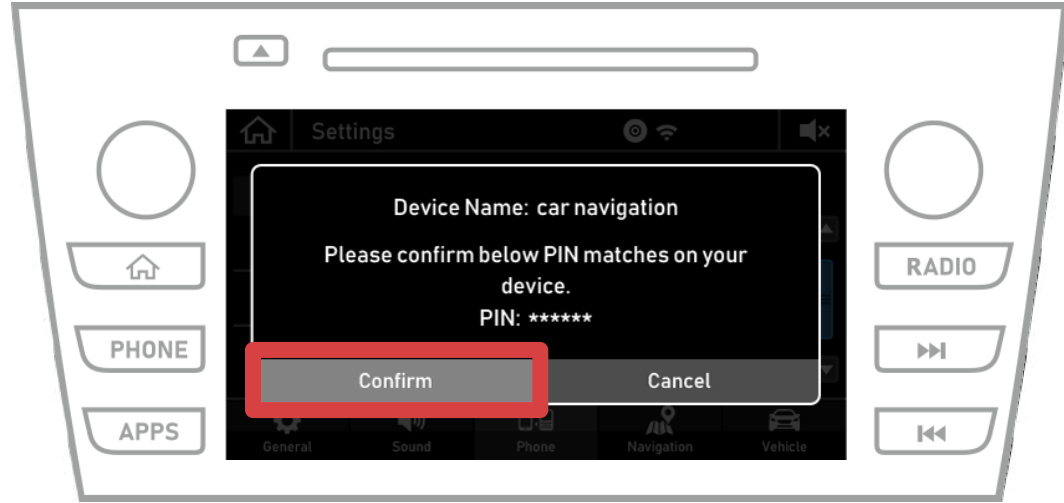 Settings
Device Name: car navigation
Please confirm below PIN matches on your
device.
PIN: ******
Confirm
Cancel
General
Sound
Phone
Navigation
Vehicle
PHONE
APPS
RADIO